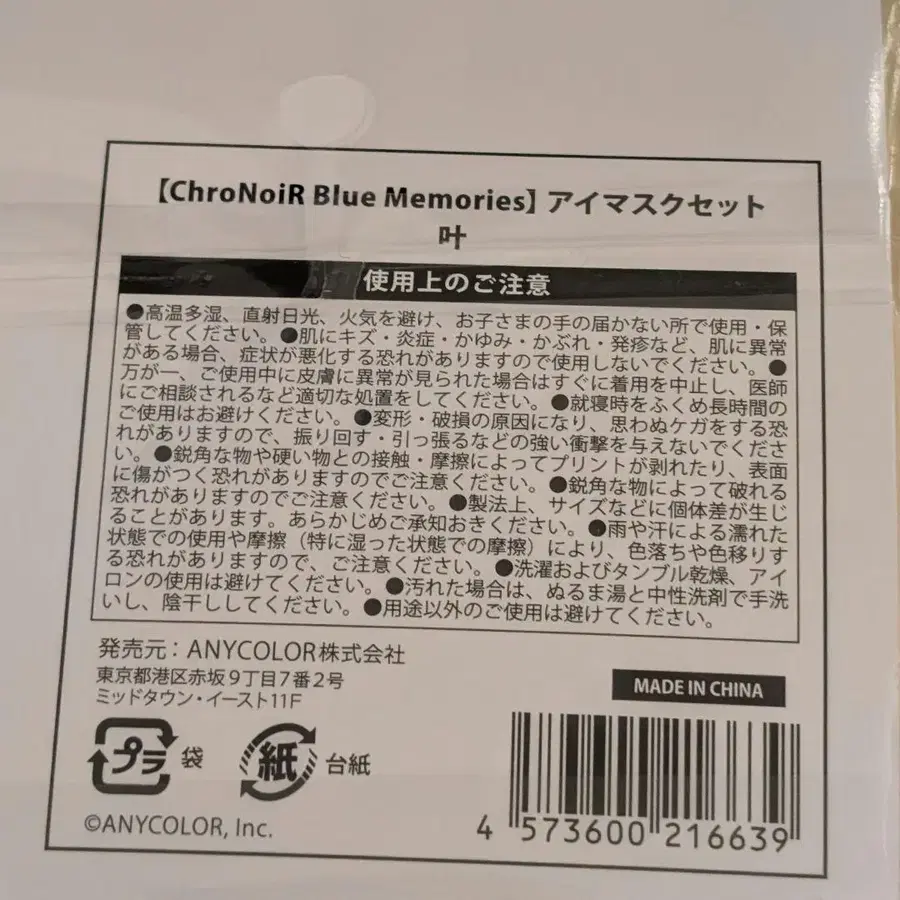 【ChroNoiR Blue Memories】アイマスクセット
叶
使用上のご注意
●高温多湿、直射日光、火気を避け、お子さまの手の届かない所で使用・保
管してください。●肌にキズ・炎症・かゆみ・かぶれ・発疹など、肌に異常
がある場合、症状が悪化する恐れがありますので使用しないでください。●
万が一、ご使用中に皮膚に異常が見られた場合はすぐに着用を中止し、医師
にご相談されるなど適切な処置をしてください。●就寝時をふくめ長時間の
ご使用はお避けください。●変形・破損の原因になり、思わぬケガをする恐
れがありますので、振り回す・引っ張るなどの強い衝撃を与えないでくださ
い。●鋭角な物や硬い物との接触・摩擦によってプリントが剥れたり、表面
に傷がつく恐れがありますのでご注意ください。●鋭角な物によって破れる
恐れがありますのでご注意ください。●製法上、サイズなどに個体差が生じ
ることがあります。あらかじめご承知おきください。●雨や汗による濡れた
状態での使用や摩擦（特に湿った状態での摩擦）により、色落ちや色移りす
る恐れがありますので、ご注意ください。●洗濯およびタンブル乾燥、アイ
ロンの使用は避けてください。●汚れた場合は、ぬるま湯と中性洗剤で手洗
いし、陰干ししてください。●用途以外のご使用は避けてください。
発売元：ANYCOLOR株式会社
東京都港区赤坂9丁目7番2号
ミッドタウン・イースト11F
MADE IN CHINA
プラ 袋 紙 台紙
©ANYCOLOR, Inc.
4 573600 216639